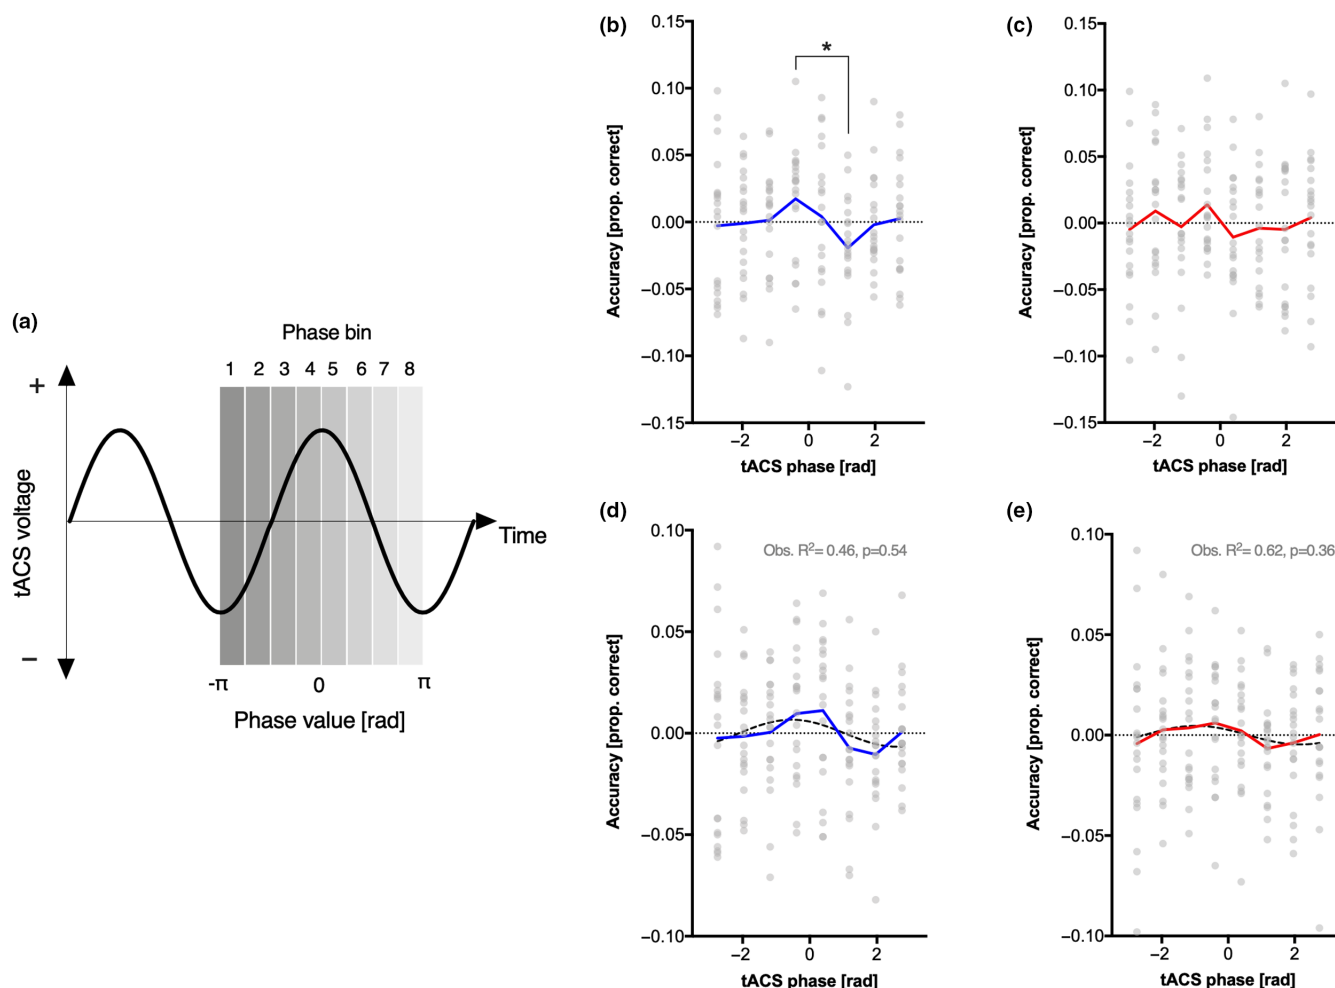 (a)
Phase bin
1 2 3 4 5 6 7 8
+
tACS voltage
−
Time
-π 0 π
Phase value [rad]
(b)
0.15
0.10
0.05
0.00
−0.05
−0.10
−0.15
Accuracy [prop. correct]
*
−2 0 2
tACS phase [rad]
(c)
0.15
0.10
0.05
0.00
−0.05
−0.10
−0.15
Accuracy [prop. correct]
−2 0 2
tACS phase [rad]
(d)
0.10
0.05
0.00
−0.05
−0.10
Accuracy [prop. correct]
Obs. R²= 0.46, p=0.54
−2 0 2
tACS phase [rad]
(e)
0.10
0.05
0.00
−0.05
−0.10
Accuracy [prop. correct]
Obs. R²= 0.62, p=0.36
−2 0 2
tACS phase [rad]